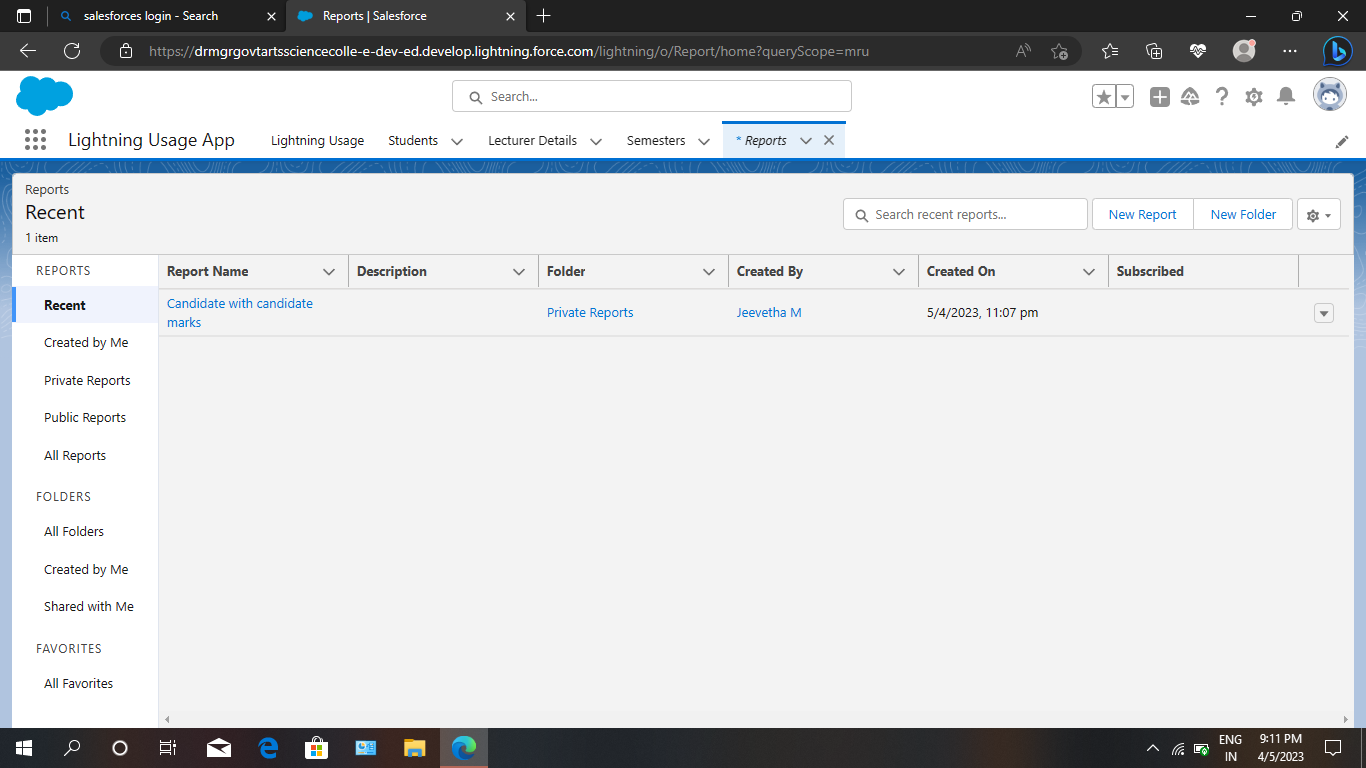 salesforces login - Search
Reports | Salesforce
https://drmgrgovtartssciencecolle-e-dev-ed.develop.lightning.force.com/lightning/o/Report/home?queryScope=mru
Search...
Lightning Usage App
Lightning Usage
Students
Lecturer Details
Semesters
* Reports
Reports
Recent
1 item
Search recent reports...
New Report
New Folder
REPORTS
Recent
Created by Me
Private Reports
Public Reports
All Reports
FOLDERS
All Folders
Created by Me
Shared with Me
FAVORITES
All Favorites
Report Name
Description
Folder
Created By
Created On
Subscribed
Candidate with candidate
marks
Private Reports
Jeevetha M
5/4/2023, 11:07 pm
ENG
IN
9:11 PM
4/5/2023